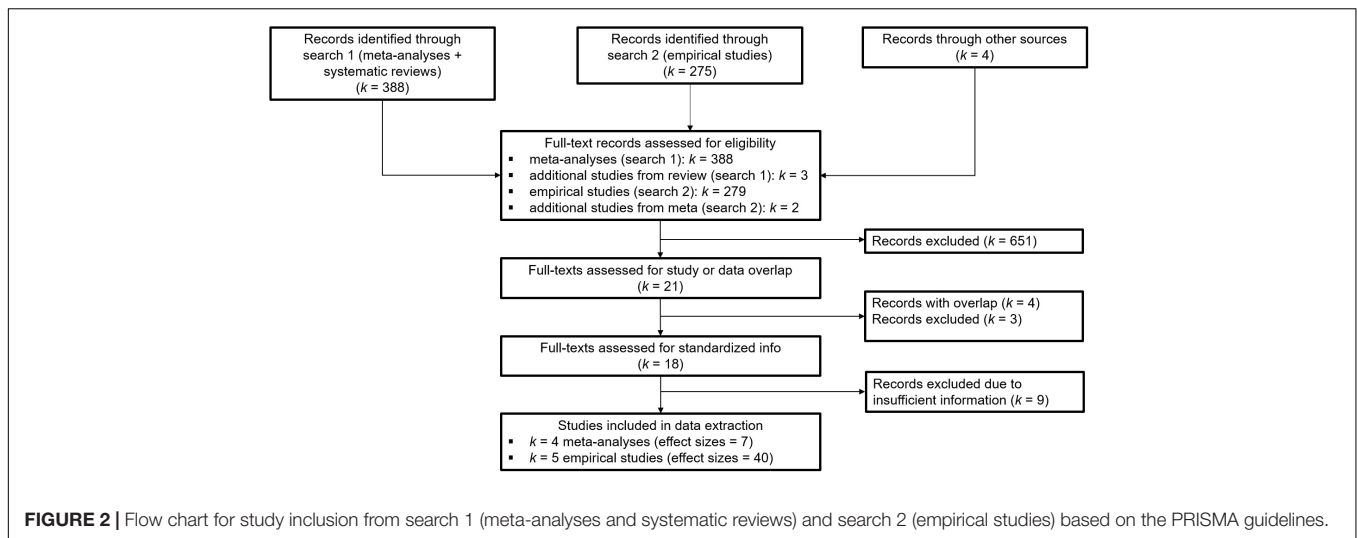 Records identified through
search 1 (meta-analyses +
systematic reviews)
(k = 388)
Records identified through
search 2 (empirical studies)
(k = 275)
Records through other sources
(k = 4)
Full-text records assessed for eligibility
▪ meta-analyses (search 1): k = 388
▪ additional studies from review (search 1): k = 3
▪ empirical studies (search 2): k = 279
▪ additional studies from meta (search 2): k = 2
Records excluded (k = 651)
Full-texts assessed for study or data overlap
(k = 21)
Records with overlap (k = 4)
Records excluded (k = 3)
Full-texts assessed for standardized info
(k = 18)
Records excluded due to
insufficient information (k = 9)
Studies included in data extraction
▪ k = 4 meta-analyses (effect sizes = 7)
▪ k = 5 empirical studies (effect sizes = 40)
FIGURE 2 | Flow chart for study inclusion from search 1 (meta-analyses and systematic reviews) and search 2 (empirical studies) based on the PRISMA guidelines.